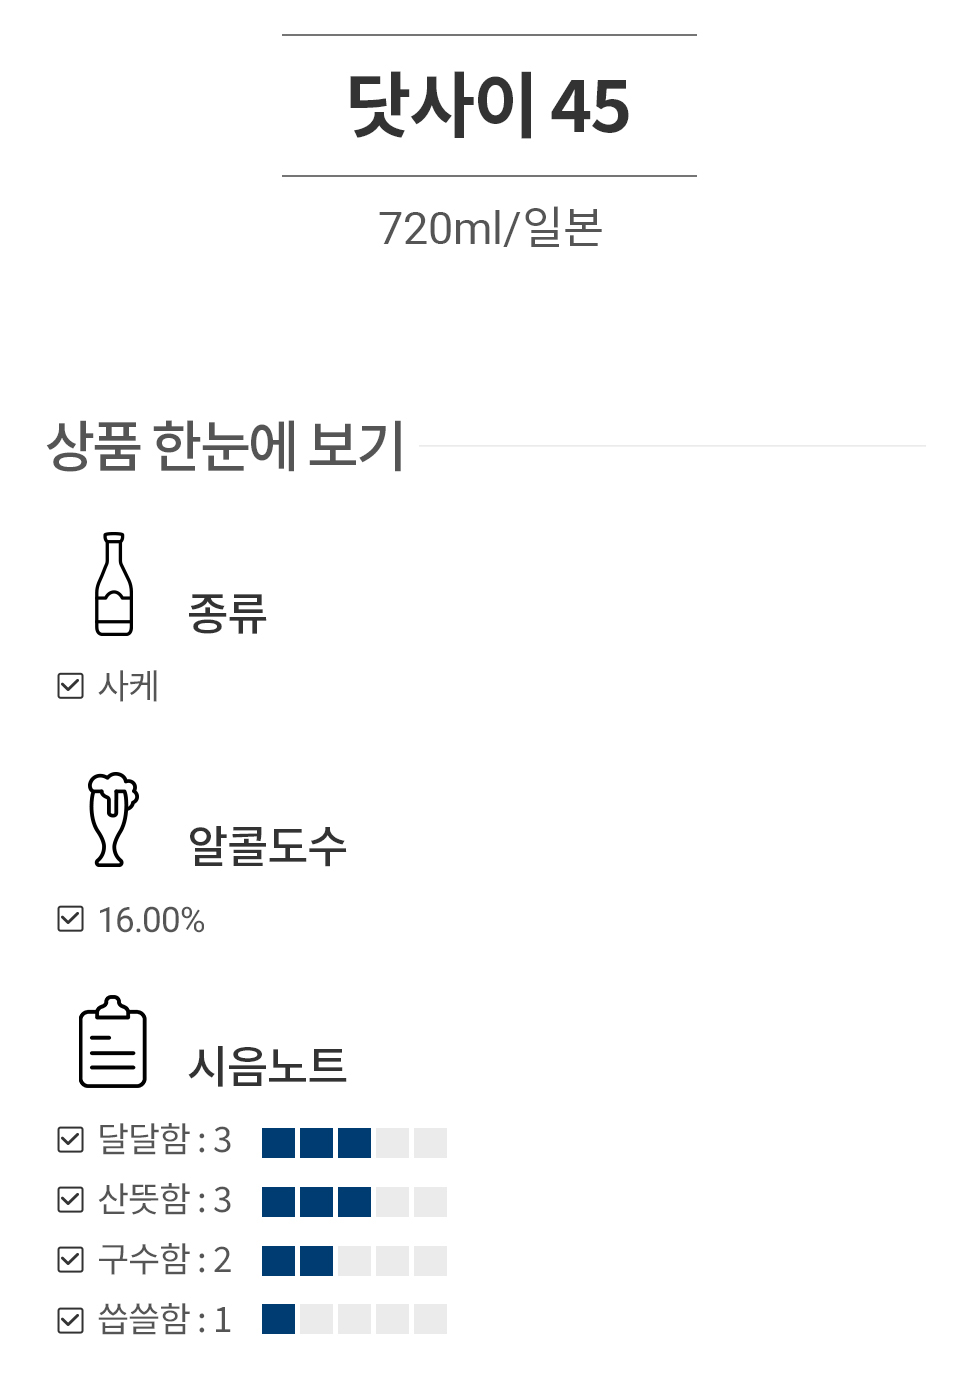 닷사이 45
720ml/일본
상품 한눈에 보기
종류
사케
알콜도수
16.00%
시음노트
달달함 : 3
산뜻함 : 3
구수함 : 2
씁쓸함 : 1